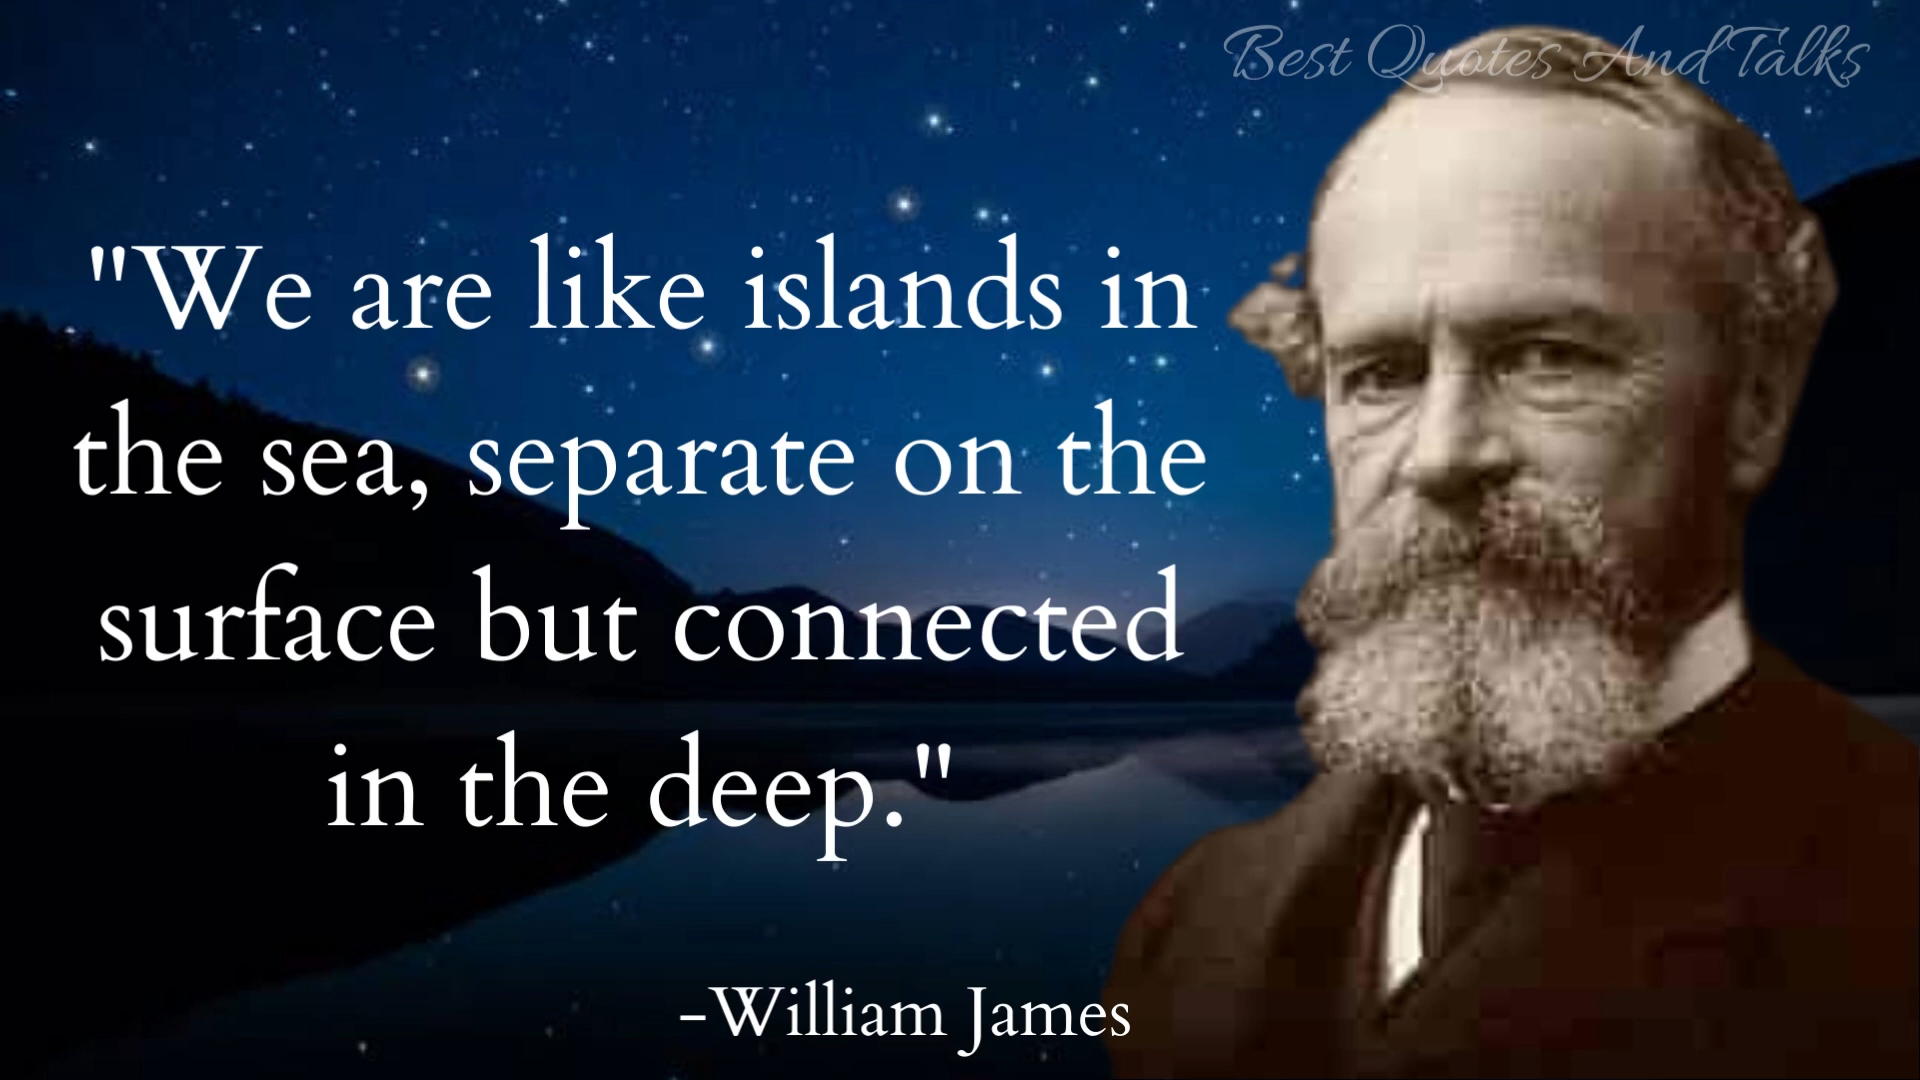 Best Quotes And Talks
"We are like islands in
the sea, separate on the
surface but connected
in the deep."
-William James